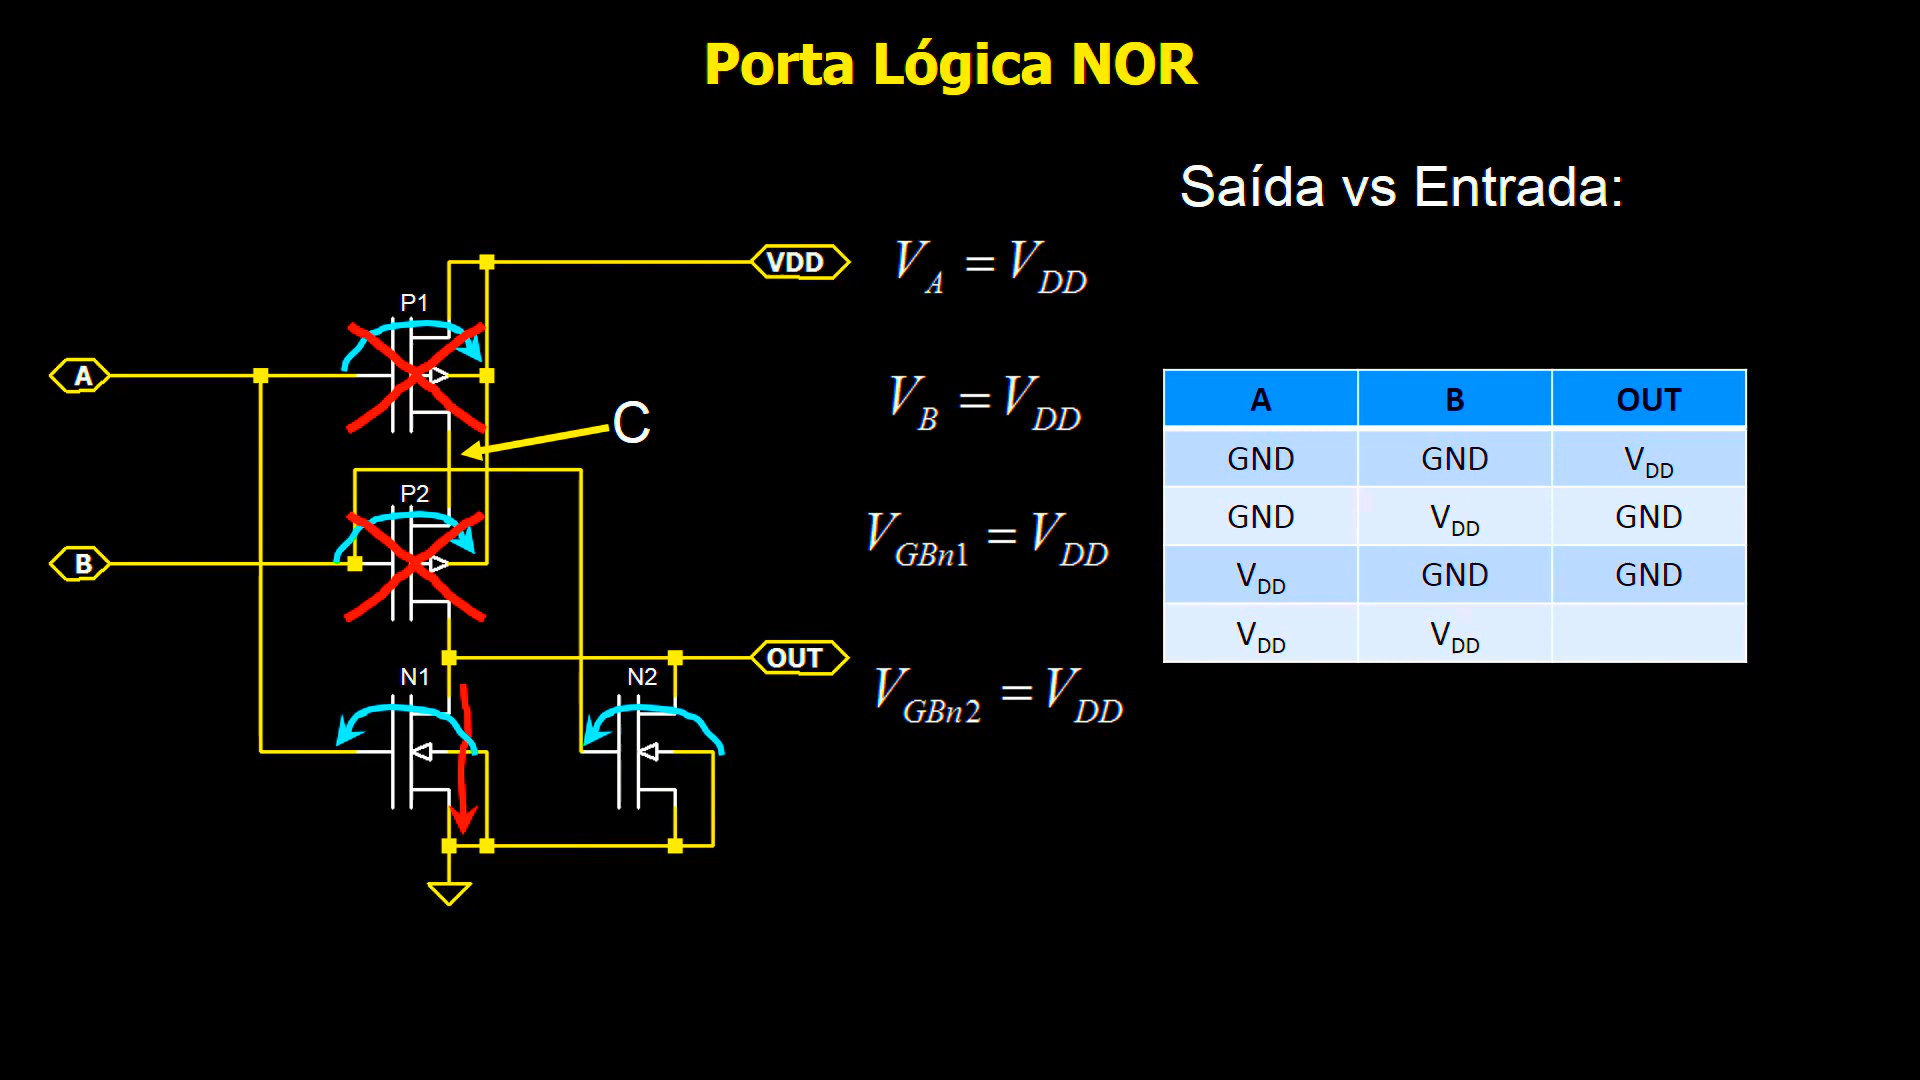 Porta Lógica NOR
Saída vs Entrada:
VDD
V_A = V_DD
P1
A
C
V_B = V_DD
P2
B
V_GBn1 = V_DD
OUT
N1
N2
V_GBn2 = V_DD
A B OUT
GND GND V_DD
GND V_DD GND
V_DD GND GND
V_DD V_DD